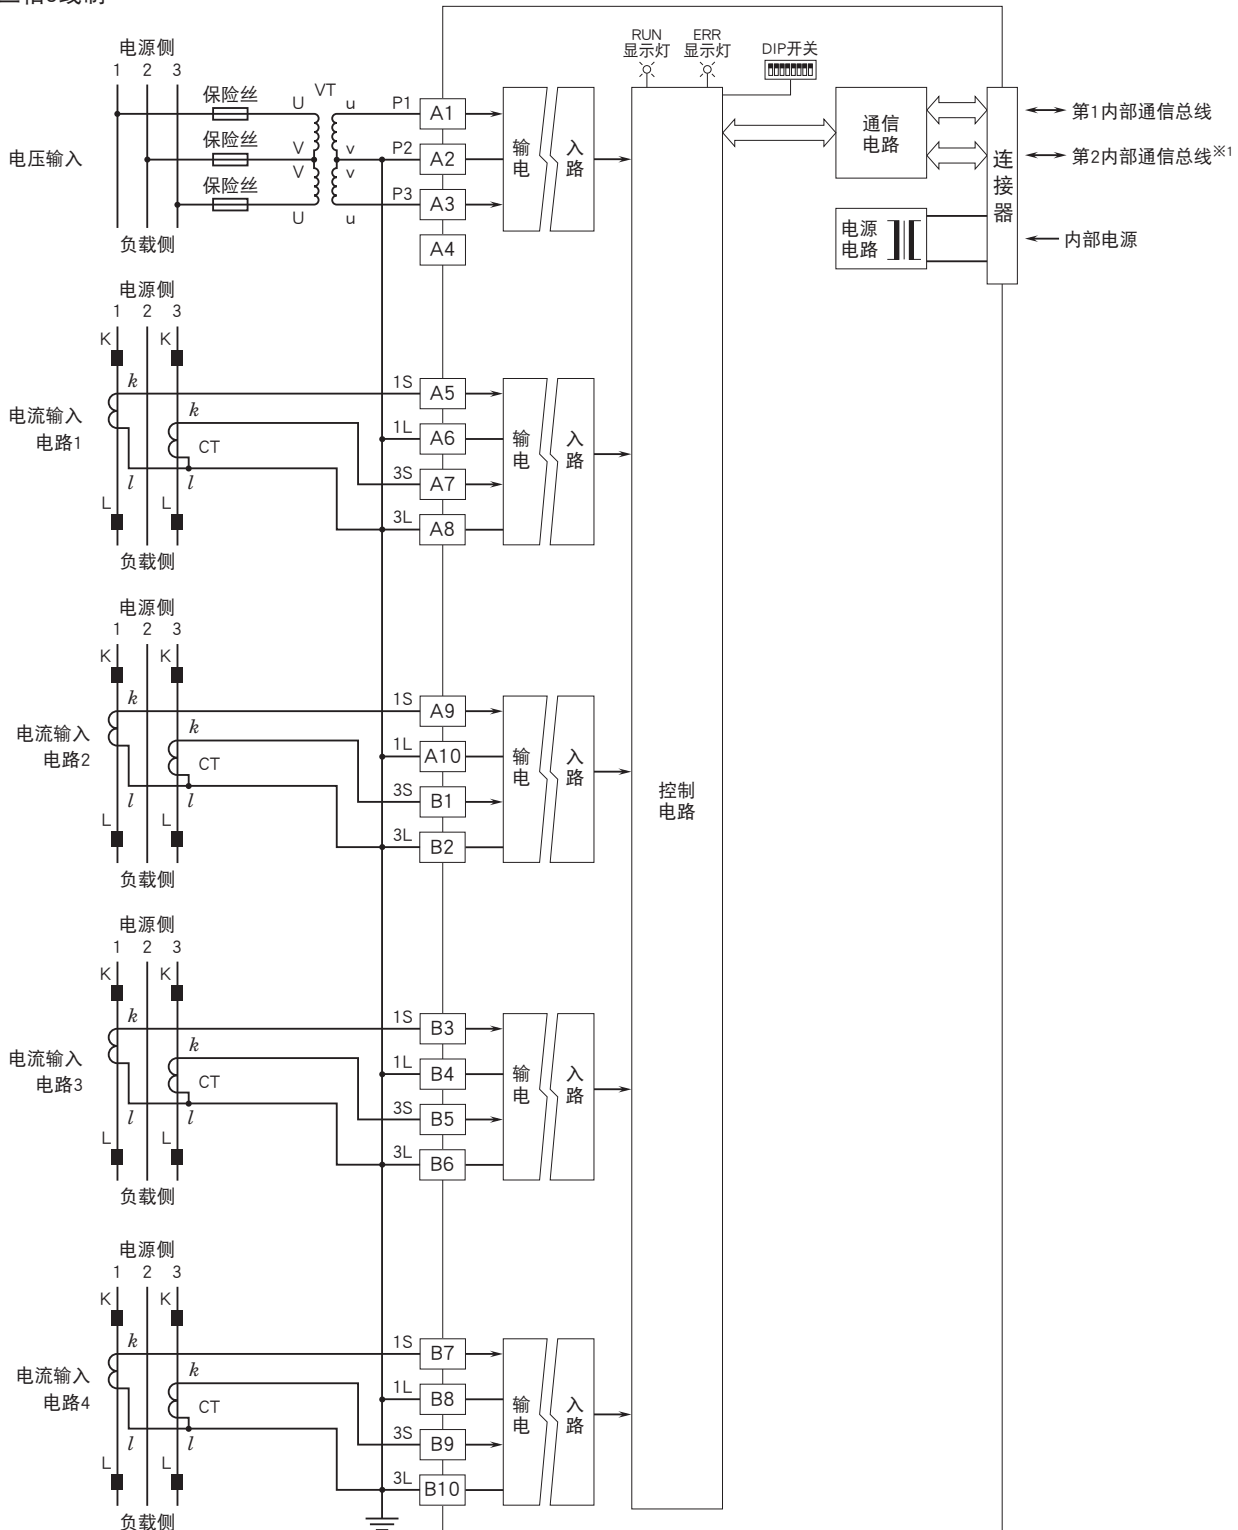 电源侧
1 2 3
保险丝
U
VT
u
P1
A1
保险丝
V
v
P2
A2
电压输入
保险丝
V
v
P3
A3
U
u
A4
负载侧
输入
电路
RUN
显示灯
ERR
显示灯
DIP开关
通信
电路
连接器
第1内部通信总线
第2内部通信总线※1
电源
电路
内部电源
控制
电路
电源侧
1 2 3
K
K
k
1S
A5
电流输入
电路1
k
1L
A6
CT
3S
A7
l
l
L
L
3L
A8
负载侧
输入
电路
电源侧
1 2 3
K
K
k
1S
A9
电流输入
电路2
k
1L
A10
CT
3S
B1
l
l
L
L
3L
B2
负载侧
输入
电路
电源侧
1 2 3
K
K
k
1S
B3
电流输入
电路3
k
1L
B4
CT
3S
B5
l
l
L
L
3L
B6
负载侧
输入
电路
电源侧
1 2 3
K
K
k
1S
B7
电流输入
电路4
k
1L
B8
CT
3S
B9
l
l
L
L
3L
B10
负载侧
输入
电路